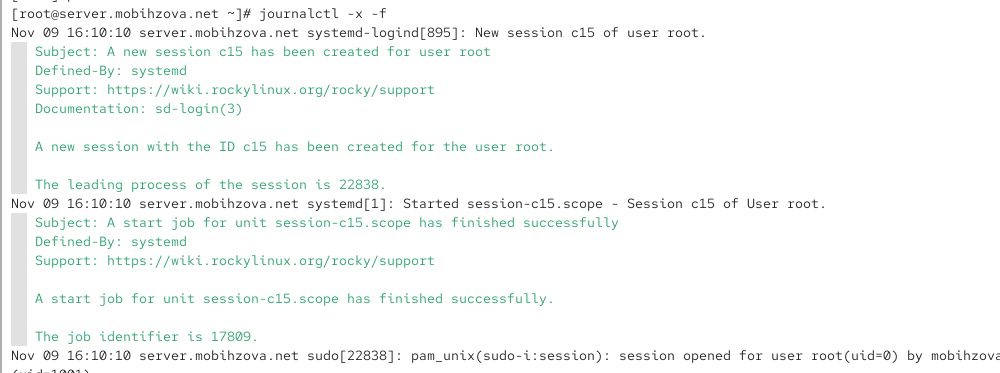 [root@server.mobihzova.net ~]# journalctl -x -f
Nov 09 16:10:10 server.mobihzova.net systemd-logind[895]: New session c15 of user root.
Subject: A new session c15 has been created for user root
Defined-By: systemd
Support: https://wiki.rockylinux.org/rocky/support
Documentation: sd-login(3)
A new session with the ID c15 has been created for the user root.
The leading process of the session is 22838.
Nov 09 16:10:10 server.mobihzova.net systemd[1]: Started session-c15.scope - Session c15 of User root.
Subject: A start job for unit session-c15.scope has finished successfully
Defined-By: systemd
Support: https://wiki.rockylinux.org/rocky/support
A start job for unit session-c15.scope has finished successfully.
The job identifier is 17809.
Nov 09 16:10:10 server.mobihzova.net sudo[22838]: pam_unix(sudo-i:session): session opened for user root(uid=0) by mobihzova
(uid=1001)